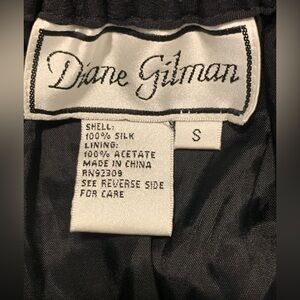 Diane Gilman
SHELL:
100% SILK
LINING:
100% ACETATE
MADE IN CHINA
RN92309
SEE REVERSE SIDE
FOR CARE
S